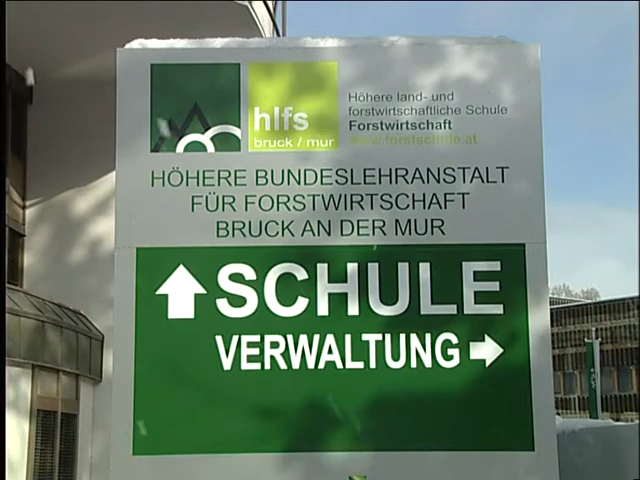 hlfs
bruck / mur
Höhere land- und
forstwirtschaftliche Schule
Forstwirtschaft
www.forstschule.at
HÖHERE BUNDESLEHRANSTALT
FÜR FORSTWIRTSCHAFT
BRUCK AN DER MUR
SCHULE
VERWALTUNG